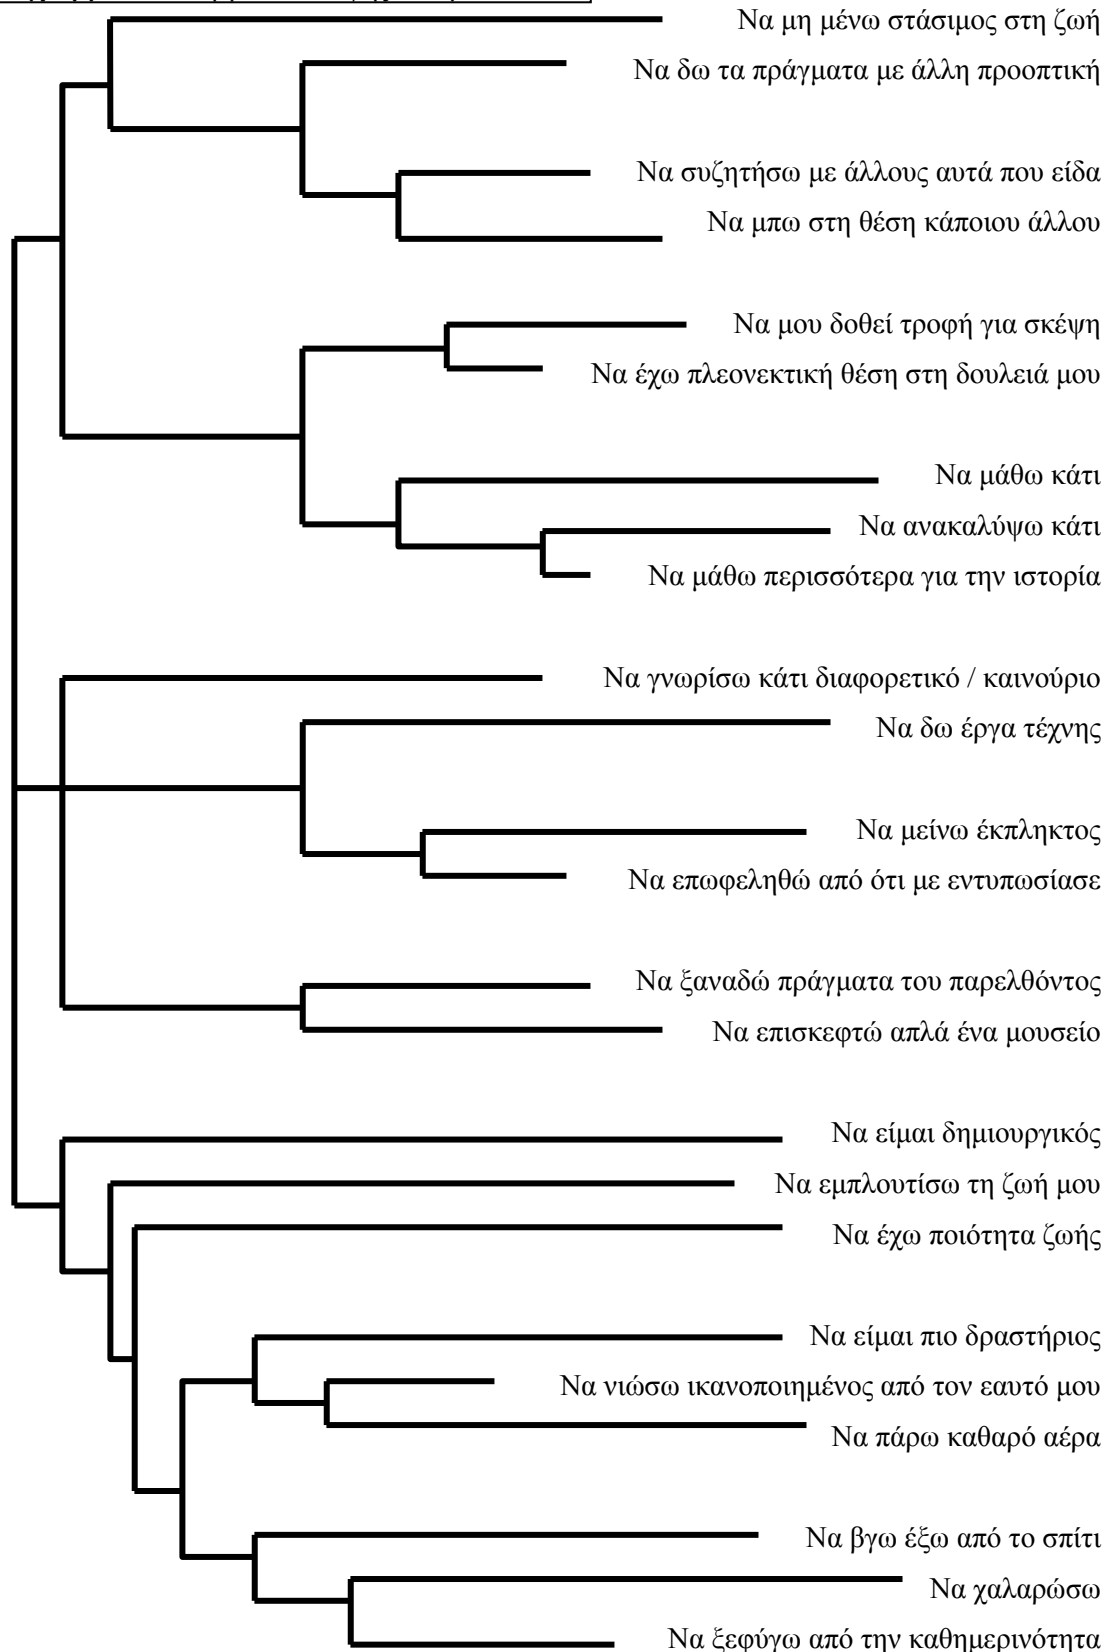 Να μη μένω στάσιμος στη ζωή
Να δω τα πράγματα με άλλη προοπτική
Να συζητήσω με άλλους αυτά που είδα
Να μπω στη θέση κάποιου άλλου
Να μου δοθεί τροφή για σκέψη
Να έχω πλεονεκτική θέση στη δουλειά μου
Να μάθω κάτι
Να ανακαλύψω κάτι
Να μάθω περισσότερα για την ιστορία
Να γνωρίσω κάτι διαφορετικό / καινούριο
Να δω έργα τέχνης
Να μείνω έκπληκτος
Να επωφεληθώ από ότι με εντυπωσίασε
Να ξαναδώ πράγματα του παρελθόντος
Να επισκεφτώ απλά ένα μουσείο
Να είμαι δημιουργικός
Να εμπλουτίσω τη ζωή μου
Να έχω ποιότητα ζωής
Να είμαι πιο δραστήριος
Να νιώσω ικανοποιημένος από τον εαυτό μου
Να πάρω καθαρό αέρα
Να βγω έξω από το σπίτι
Να χαλαρώσω
Να ξεφύγω από την καθημερινότητα